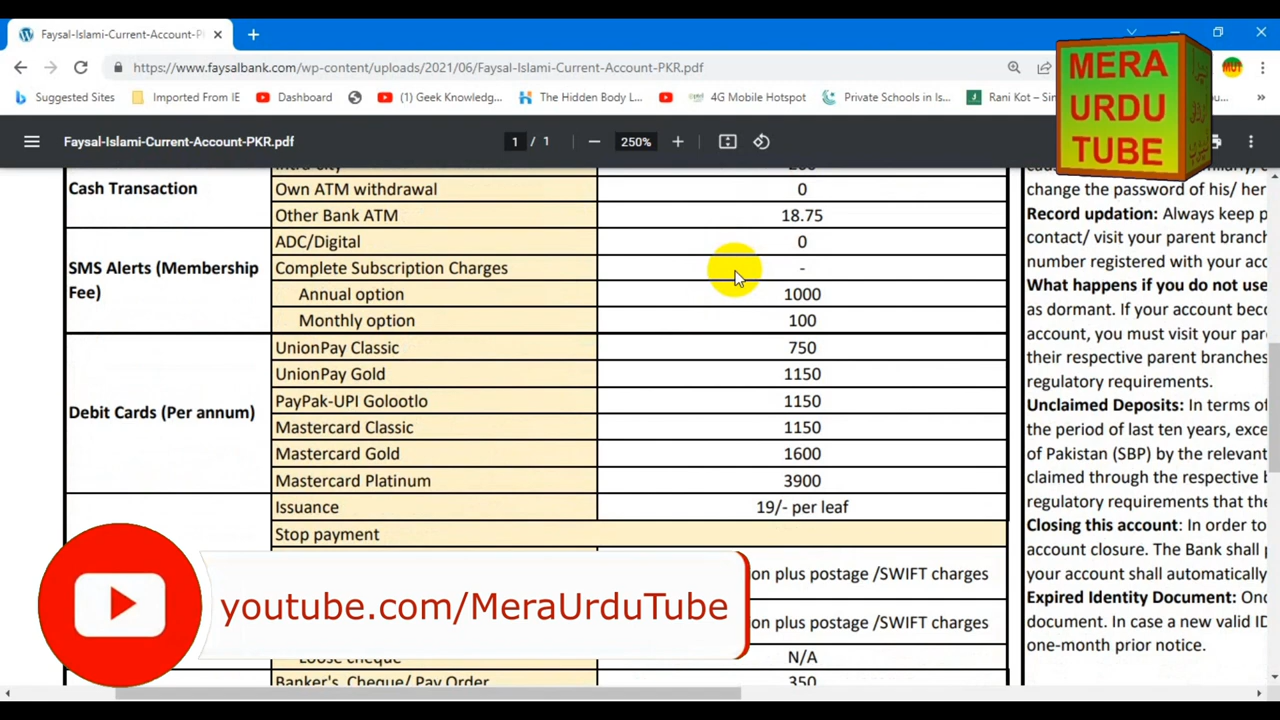 Faysal-Islami-Current-Account-P
https://www.faysalbank.com/wp-content/uploads/2021/06/Faysal-Islami-Current-Account-PKR.pdf
MUT
Suggested Sites
Imported From IE
Dashboard
(1) Geek Knowledg...
The Hidden Body L...
4G Mobile Hotspot
Private Schools in Is...
Rani Kot – Sin
»
Faysal-Islami-Current-Account-PKR.pdf
1 / 1
250%
MERA
URDU
TUBE
Cash Transaction
Own ATM withdrawal 0
Other Bank ATM 18.75
SMS Alerts (Membership
Fee)
ADC/Digital 0
Complete Subscription Charges -
Annual option 1000
Monthly option 100
Debit Cards (Per annum)
UnionPay Classic 750
UnionPay Gold 1150
PayPak-UPI Golootlo 1150
Mastercard Classic 1150
Mastercard Gold 1600
Mastercard Platinum 3900
Issuance 19/- per leaf
Stop payment
on plus postage /SWIFT charges
on plus postage /SWIFT charges
Loose cheque N/A
Banker's Cheque/ Pay Order 350
change the password of his/ her
Record updation: Always keep p
contact/ visit your parent branch
number registered with your acc
What happens if you do not use
as dormant. If your account beco
account, you must visit your pare
their respective parent branches
regulatory requirements.
Unclaimed Deposits: In terms of
the period of last ten years, exce
of Pakistan (SBP) by the relevant
claimed through the respective b
regulatory requirements that the
Closing this account: In order to
account closure. The Bank shall p
your account shall automatically
Expired Identity Document: Onc
document. In case a new valid ID
one-month prior notice.
youtube.com/MeraUrduTube